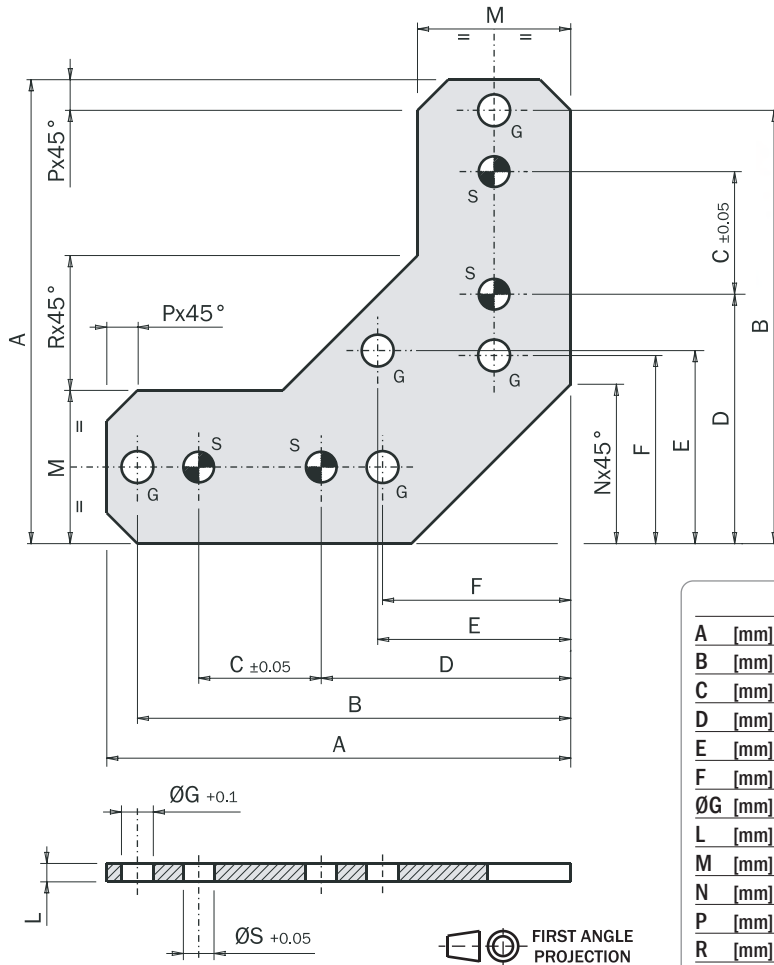 M
= =
A
Px45°
G
S
C ±0.05
S
B
Rx45°
Px45°
G
G
D
M
=
=
S
S
G
G
Nx45°
F
E
F
E
C ±0.05
D
B
A
ØG +0.1
L
ØS +0.05
FIRST ANGLE
PROJECTION
A [mm]
B [mm]
C [mm]
D [mm]
E [mm]
F [mm]
ØG [mm]
L [mm]
M [mm]
N [mm]
P [mm]
R [mm]